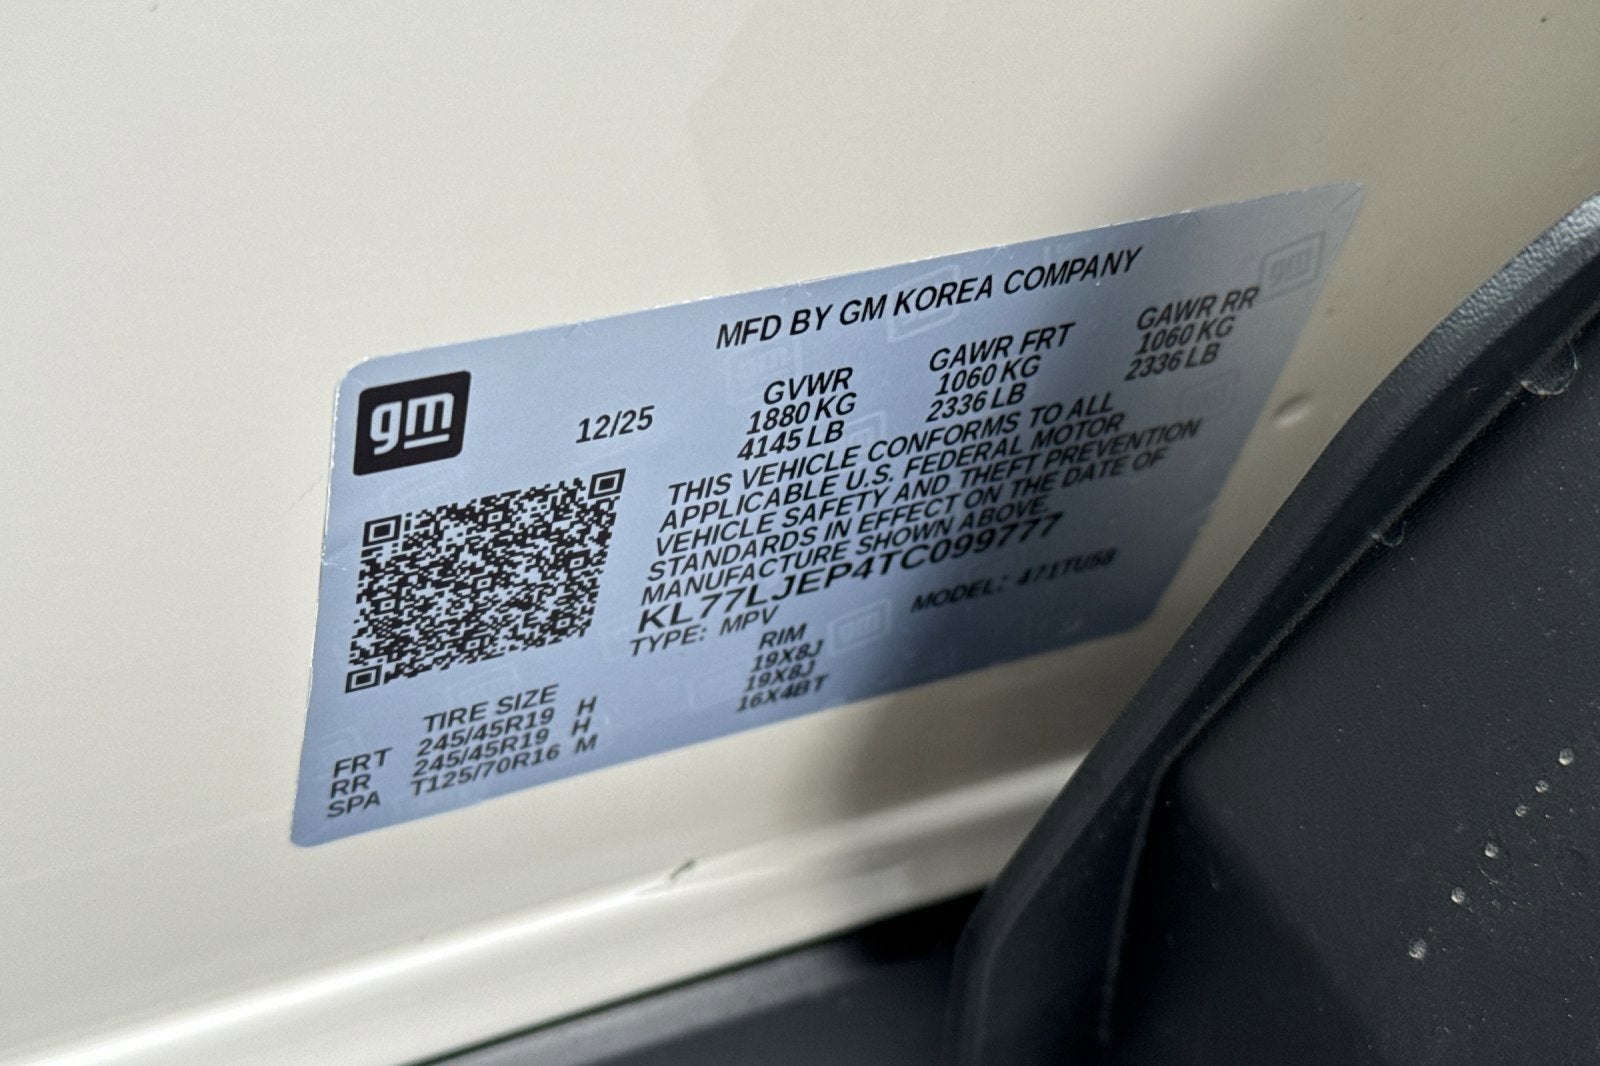 MFD BY GM KOREA COMPANY
gm
12/25
GVWR
1880 KG
4145 LB
GAWR FRT
1060 KG
2336 LB
GAWR RR
1060 KG
2336 LB
THIS VEHICLE CONFORMS TO ALL
APPLICABLE U.S. FEDERAL MOTOR
VEHICLE SAFETY AND THEFT PREVENTION
STANDARDS IN EFFECT ON THE DATE OF
MANUFACTURE SHOWN ABOVE.
KL77LJEP4TC099777
TYPE: MPV MODEL: 471TU58
TIRE SIZE RIM
FRT 245/45R19 H 19X8J
RR 245/45R19 H 19X8J
SPA T125/70R16 M 16X4BT